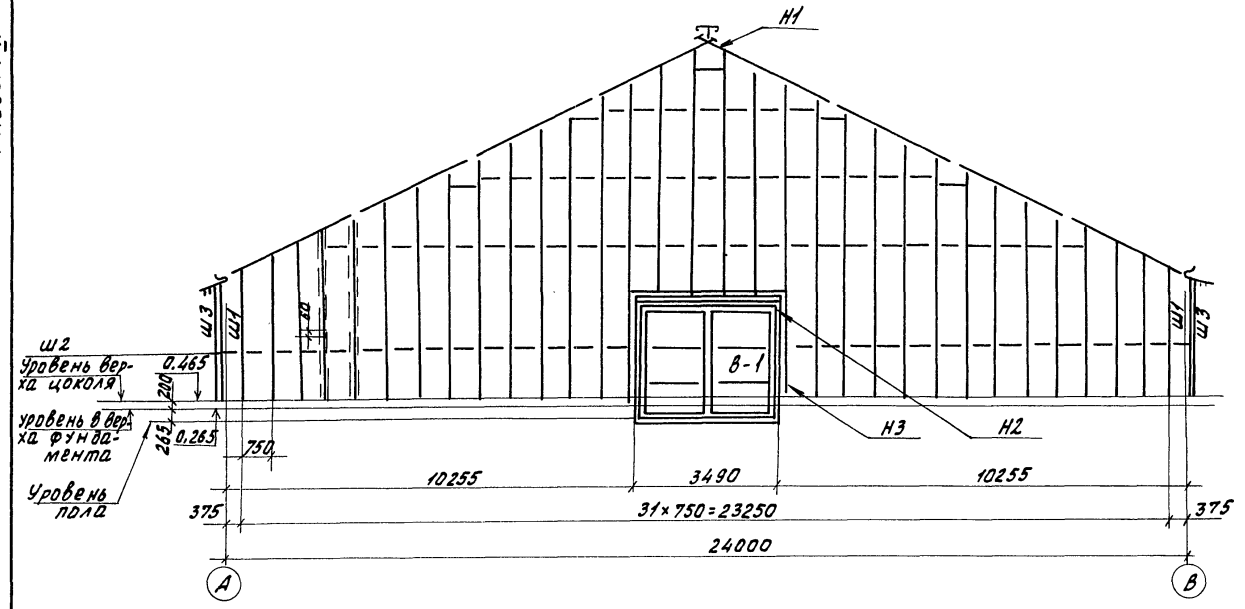 Н1
Ш3
Ш1
60
Ш1
Ш3
Ш2
Уровень вер-
ха цоколя
0.465
200
В-1
Уровень в вер-
ха фунда-
мента
265
0.265
750
Н3
Н2
Уровень
пола
10255
3490
10255
375
31×750=23250
375
24000
А
В